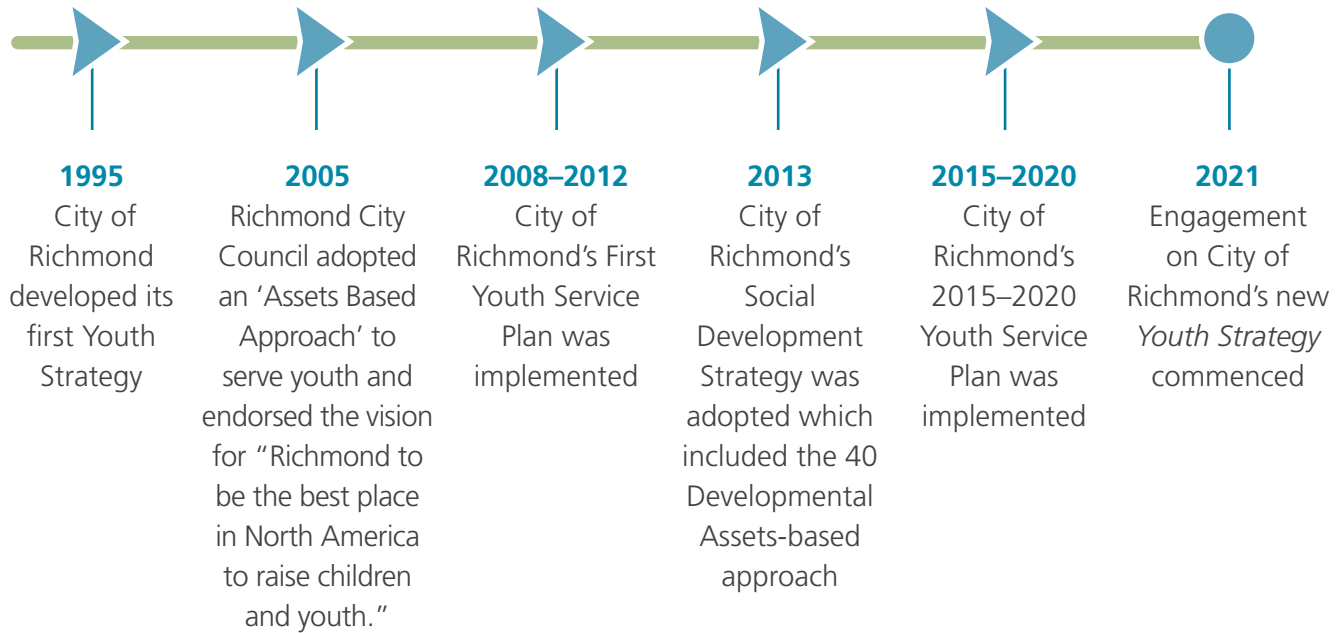 1995
City of
Richmond
developed its
first Youth
Strategy
2005
Richmond City
Council adopted
an ‘Assets Based
Approach’ to
serve youth and
endorsed the vision
for “Richmond to
be the best place
in North America
to raise children
and youth.”
2008–2012
City of
Richmond’s First
Youth Service
Plan was
implemented
2013
City of
Richmond’s
Social
Development
Strategy was
adopted which
included the 40
Developmental
Assets-based
approach
2015–2020
City of
Richmond’s
2015–2020
Youth Service
Plan was
implemented
2021
Engagement
on City of
Richmond’s new
Youth Strategy
commenced